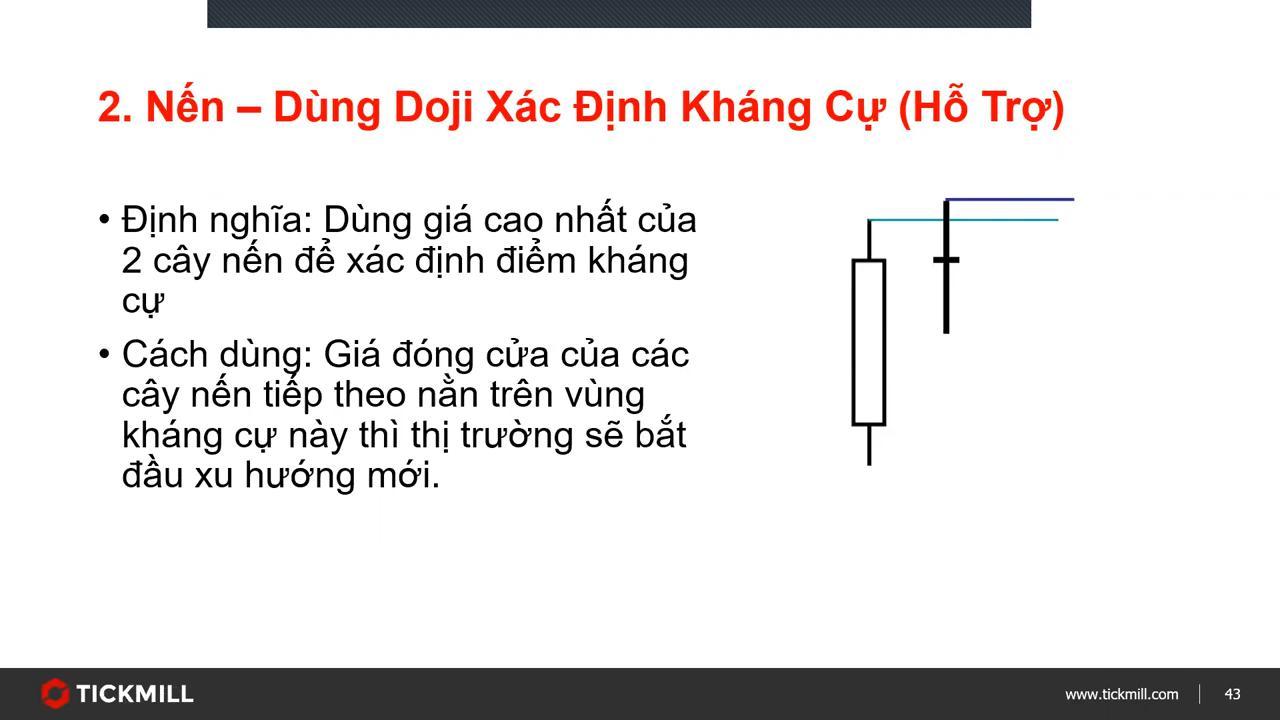 2. Nến – Dùng Doji Xác Định Kháng Cự (Hỗ Trợ)
• Định nghĩa: Dùng giá cao nhất của
2 cây nến để xác định điểm kháng
cự
• Cách dùng: Giá đóng cửa của các
cây nến tiếp theo nằn trên vùng
kháng cự này thì thị trường sẽ bắt
đầu xu hướng mới.
TICKMILL
www.tickmill.com
43